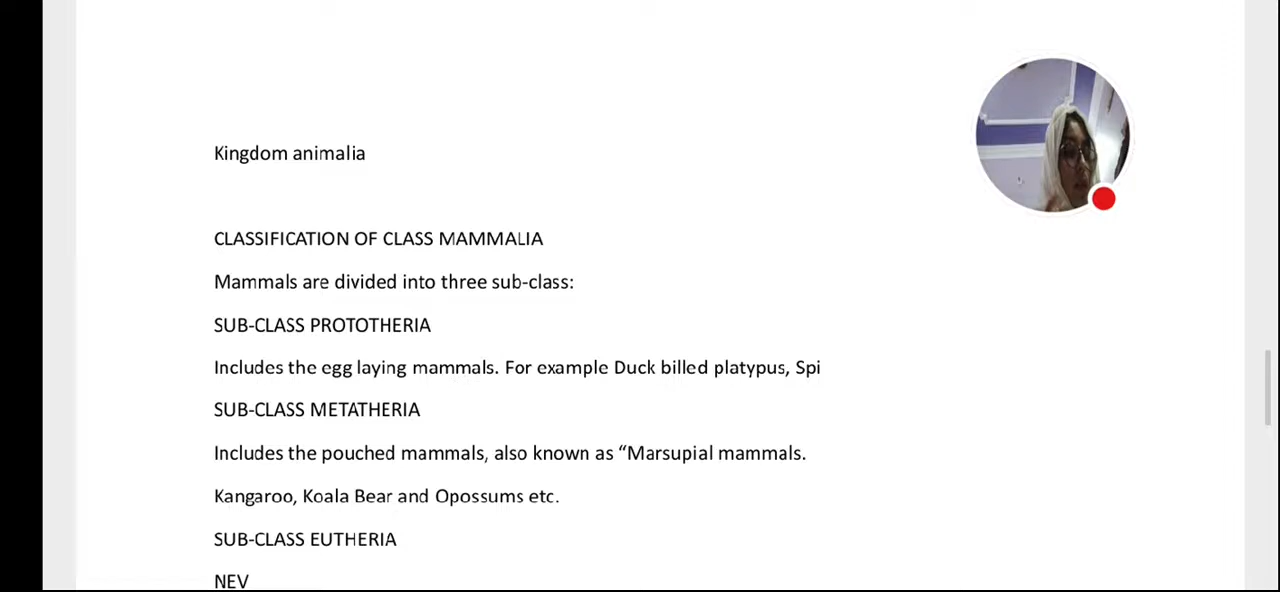 Kingdom animalia
CLASSIFICATION OF CLASS MAMMALIA
Mammals are divided into three sub-class:
SUB-CLASS PROTOTHERIA
Includes the egg laying mammals. For example Duck billed platypus, Spi
SUB-CLASS METATHERIA
Includes the pouched mammals, also known as “Marsupial mammals.
Kangaroo, Koala Bear and Opossums etc.
SUB-CLASS EUTHERIA
NEV